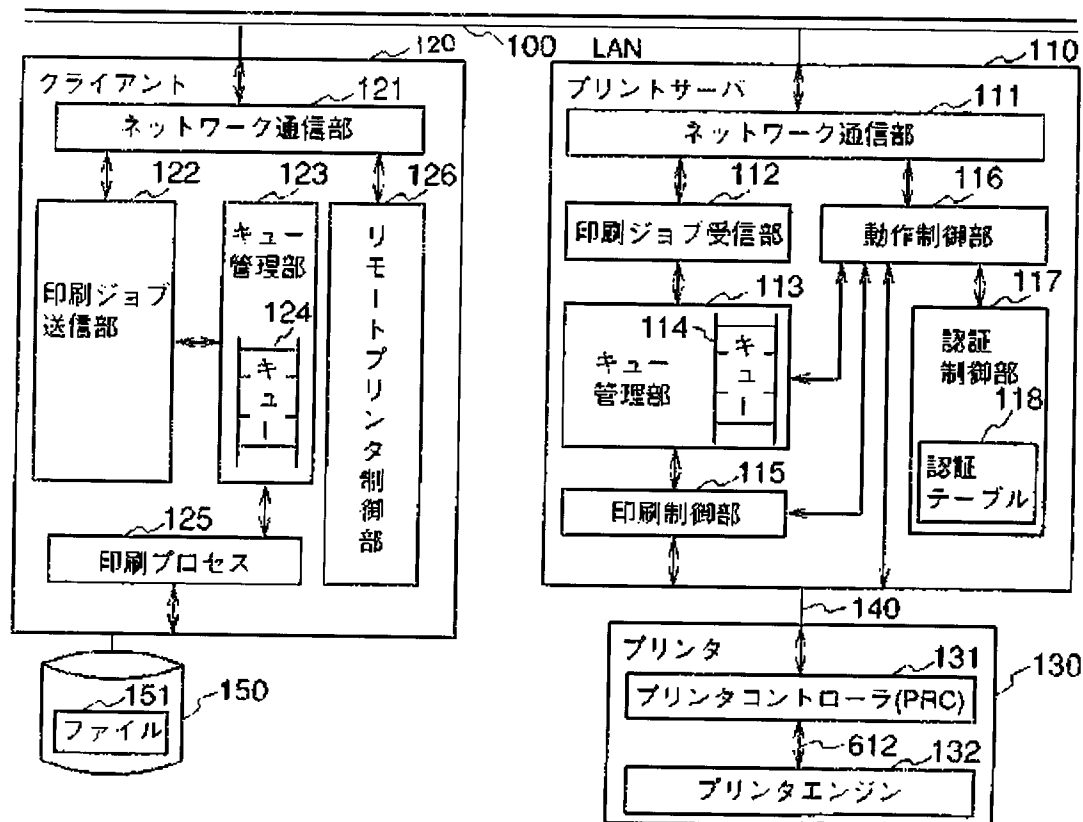 100
LAN
120
クライアント
121
ネットワーク通信部
122
印刷ジョブ
送信部
123
キュー
管理部
124
キュー
126
リモートプリンタ制御部
125
印刷プロセス
151
ファイル
150
110
プリントサーバ
111
ネットワーク通信部
112
印刷ジョブ受信部
116
動作制御部
113
キュー
管理部
114
キュー
117
認証
制御部
118
認証
テーブル
115
印刷制御部
140
プリンタ
130
131
プリンタコントローラ(PRC)
612
132
プリンタエンジン